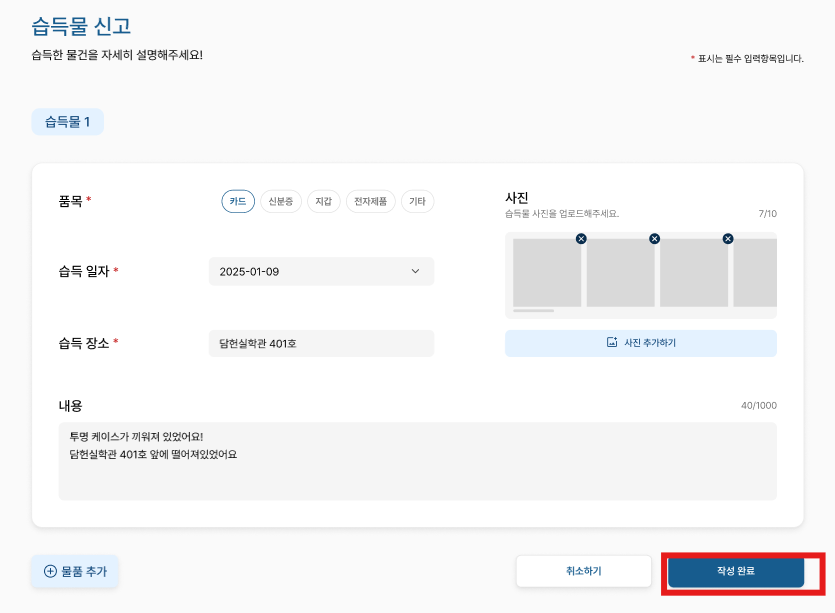 습득물 신고
습득한 물건을 자세히 설명해주세요!
* 표시는 필수 입력항목입니다.
습득물 1
품목 *
카드
신분증
지갑
전자제품
기타
사진
습득물 사진을 업로드해주세요.
7/10
습득 일자 *
2025-01-09
습득 장소 *
담헌실학관 401호
사진 추가하기
내용
40/1000
투명 케이스가 끼워져 있었어요!
담헌실학관 401호 앞에 떨어져있었어요
물품 추가
취소하기
작성 완료